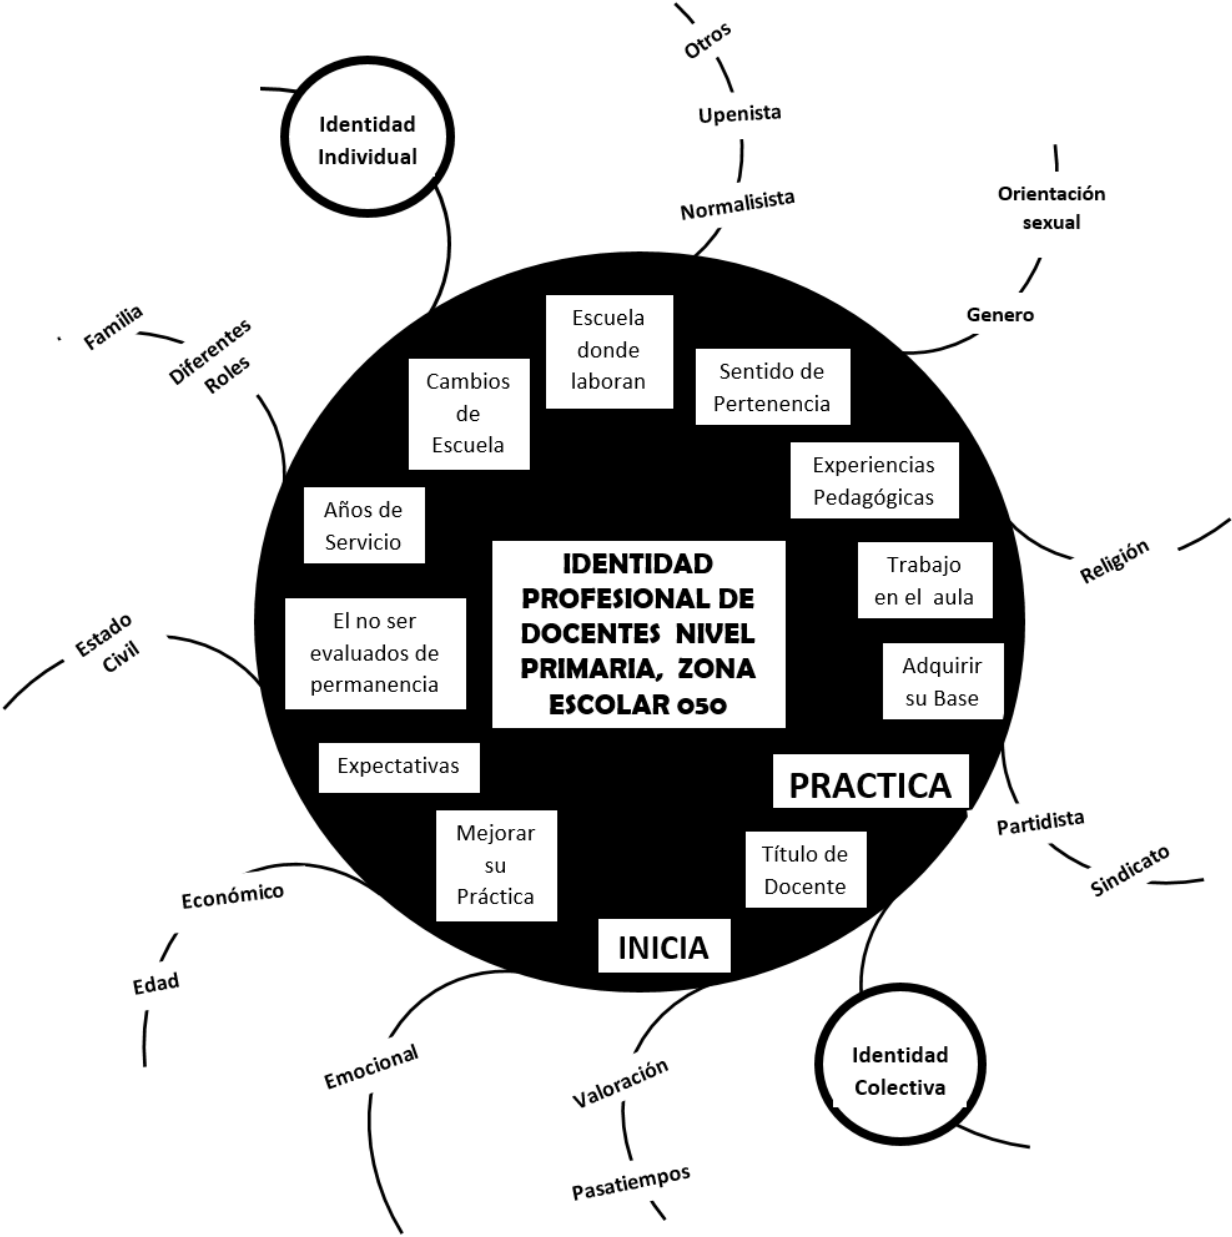 Otros
Upenista
Normalisista
Identidad
Individual
Orientación
sexual
Genero
Familia
Diferentes
Roles
Escuela
donde
laboran
Cambios
de
Escuela
Sentido de
Pertenencia
Experiencias
Pedagógicas
Años de
Servicio
Trabajo
en el  aula
Religión
IDENTIDAD
PROFESIONAL DE
DOCENTES  NIVEL
PRIMARIA,  ZONA
ESCOLAR 050
El no ser
evaluados de
permanencia
Estado
Civil
Adquirir
su Base
Expectativas
PRACTICA
Partidista
Sindicato
Mejorar
su
Práctica
Título de
Docente
Económico
INICIA
Edad
Emocional
Valoración
Identidad
Colectiva
Pasatiempos